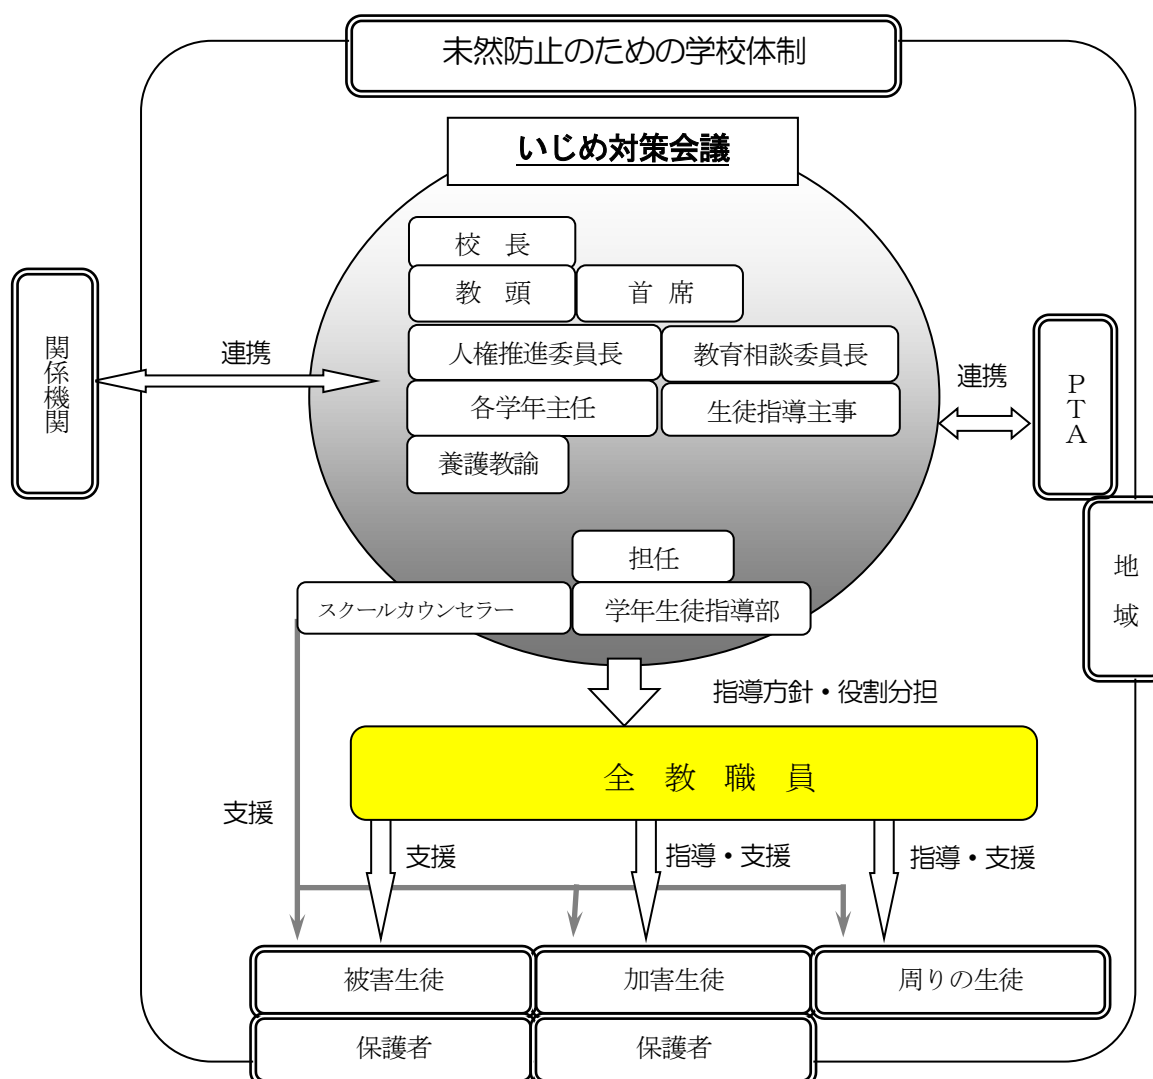 未然防止のための学校体制
いじめ対策会議
校　長
教　頭
首　席
人権推進委員長
教育相談委員長
各学年主任
生徒指導主事
養護教諭
担任
スクールカウンセラー
学年生徒指導部
関係機関
連携
連携
PTA
地域
指導方針・役割分担
全　教　職　員
支援
支援
指導・支援
指導・支援
被害生徒
加害生徒
周りの生徒
保護者
保護者